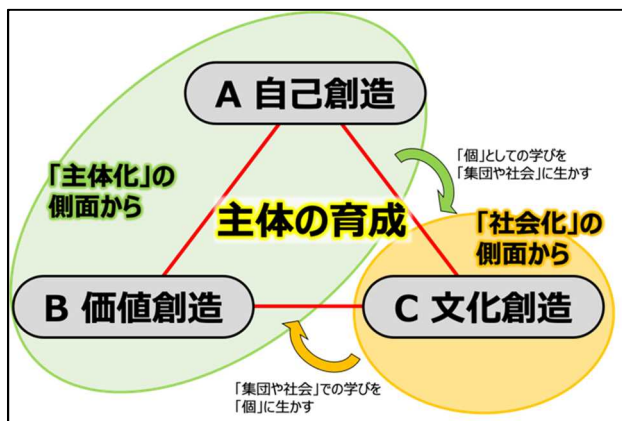 A 自己創造
「主体化」の
側面から
「個」としての学びを
「集団や社会」に生かす
主体の育成
「社会化」の
側面から
B 価値創造
C 文化創造
「集団や社会」での学びを
「個」に生かす